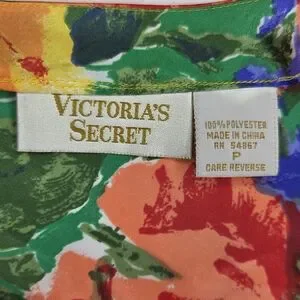 VICTORIA'S
SECRET
100% POLYESTER
MADE IN CHINA
RN 54867
P
CARE REVERSE